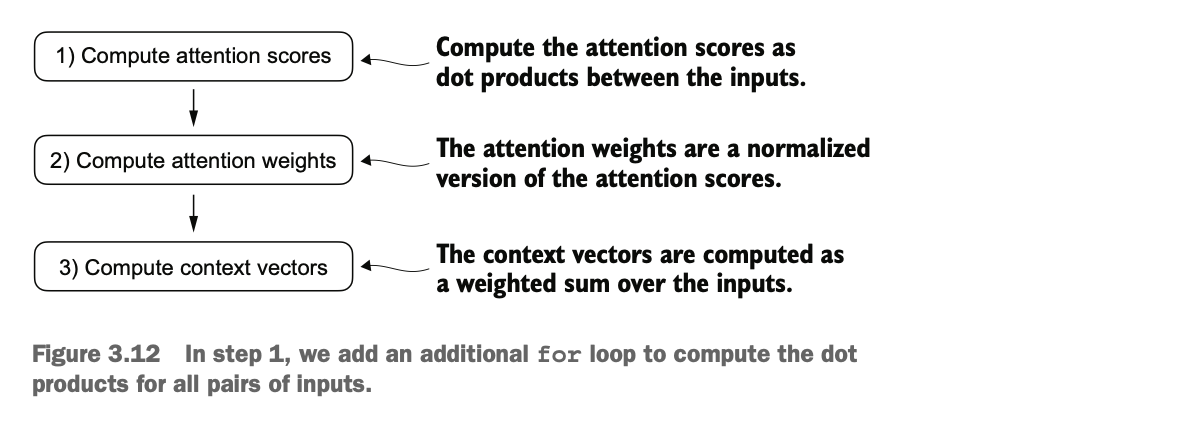 1) Compute attention scores
Compute the attention scores as
dot products between the inputs.
2) Compute attention weights
The attention weights are a normalized
version of the attention scores.
3) Compute context vectors
The context vectors are computed as
a weighted sum over the inputs.
Figure 3.12 In step 1, we add an additional for loop to compute the dot
products for all pairs of inputs.